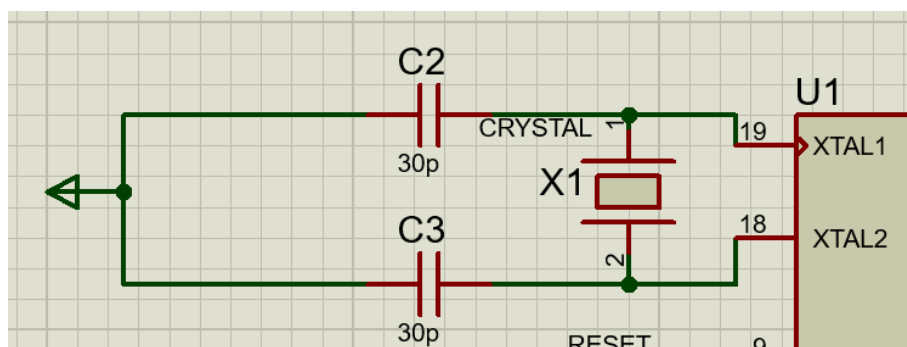 C2
U1
CRYSTAL
1
19
XTAL1
30p
X1
C3
18
XTAL2
2
30p
RESET
9